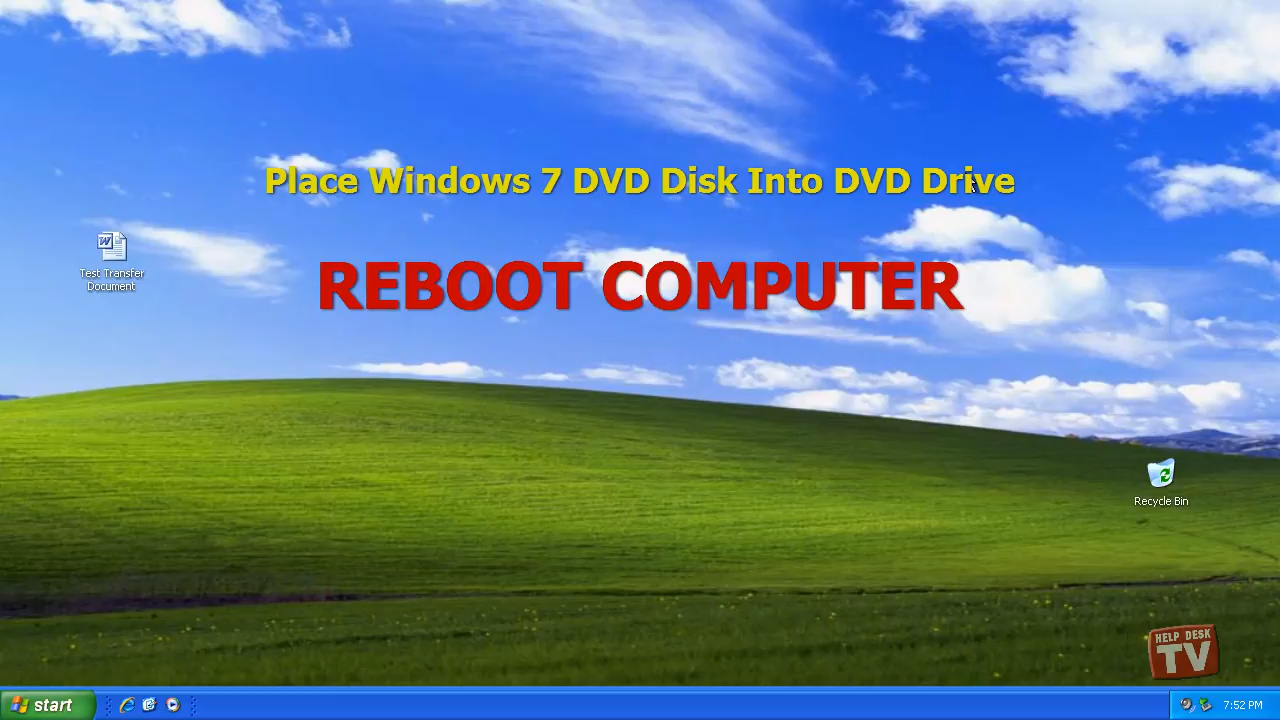 Place Windows 7 DVD Disk Into DVD Drive
REBOOT COMPUTER
Test Transfer
Document
Recycle Bin
HELP DESK
TV
start
7:52 PM